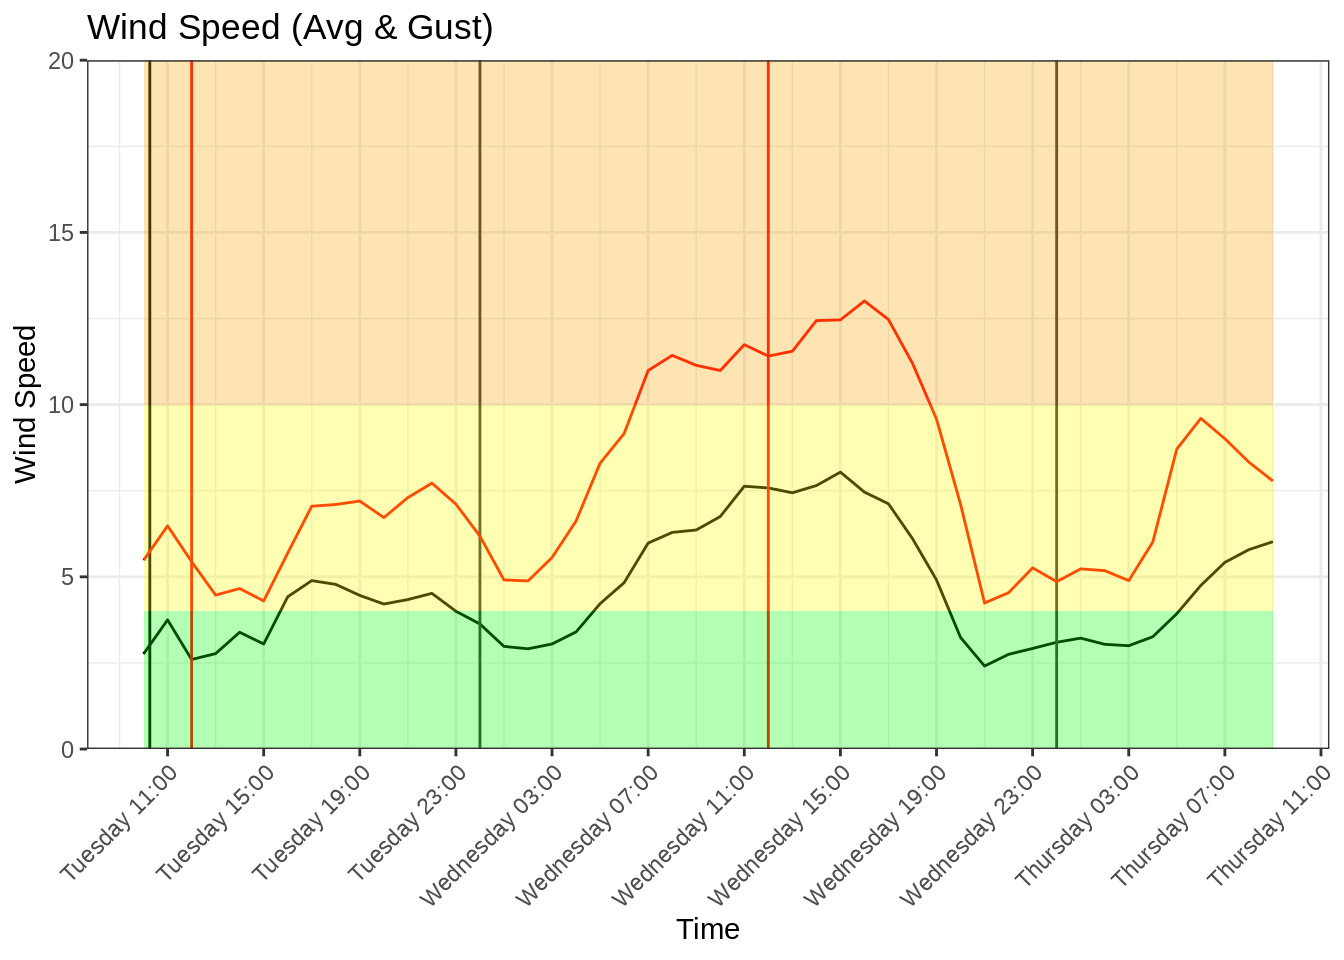 Wind Speed (Avg & Gust)
Wind Speed
20
15
10
5
0
Tuesday 11:00
Tuesday 15:00
Tuesday 19:00
Tuesday 23:00
Wednesday 03:00
Wednesday 07:00
Wednesday 11:00
Wednesday 15:00
Wednesday 19:00
Wednesday 23:00
Thursday 03:00
Thursday 07:00
Thursday 11:00
Time